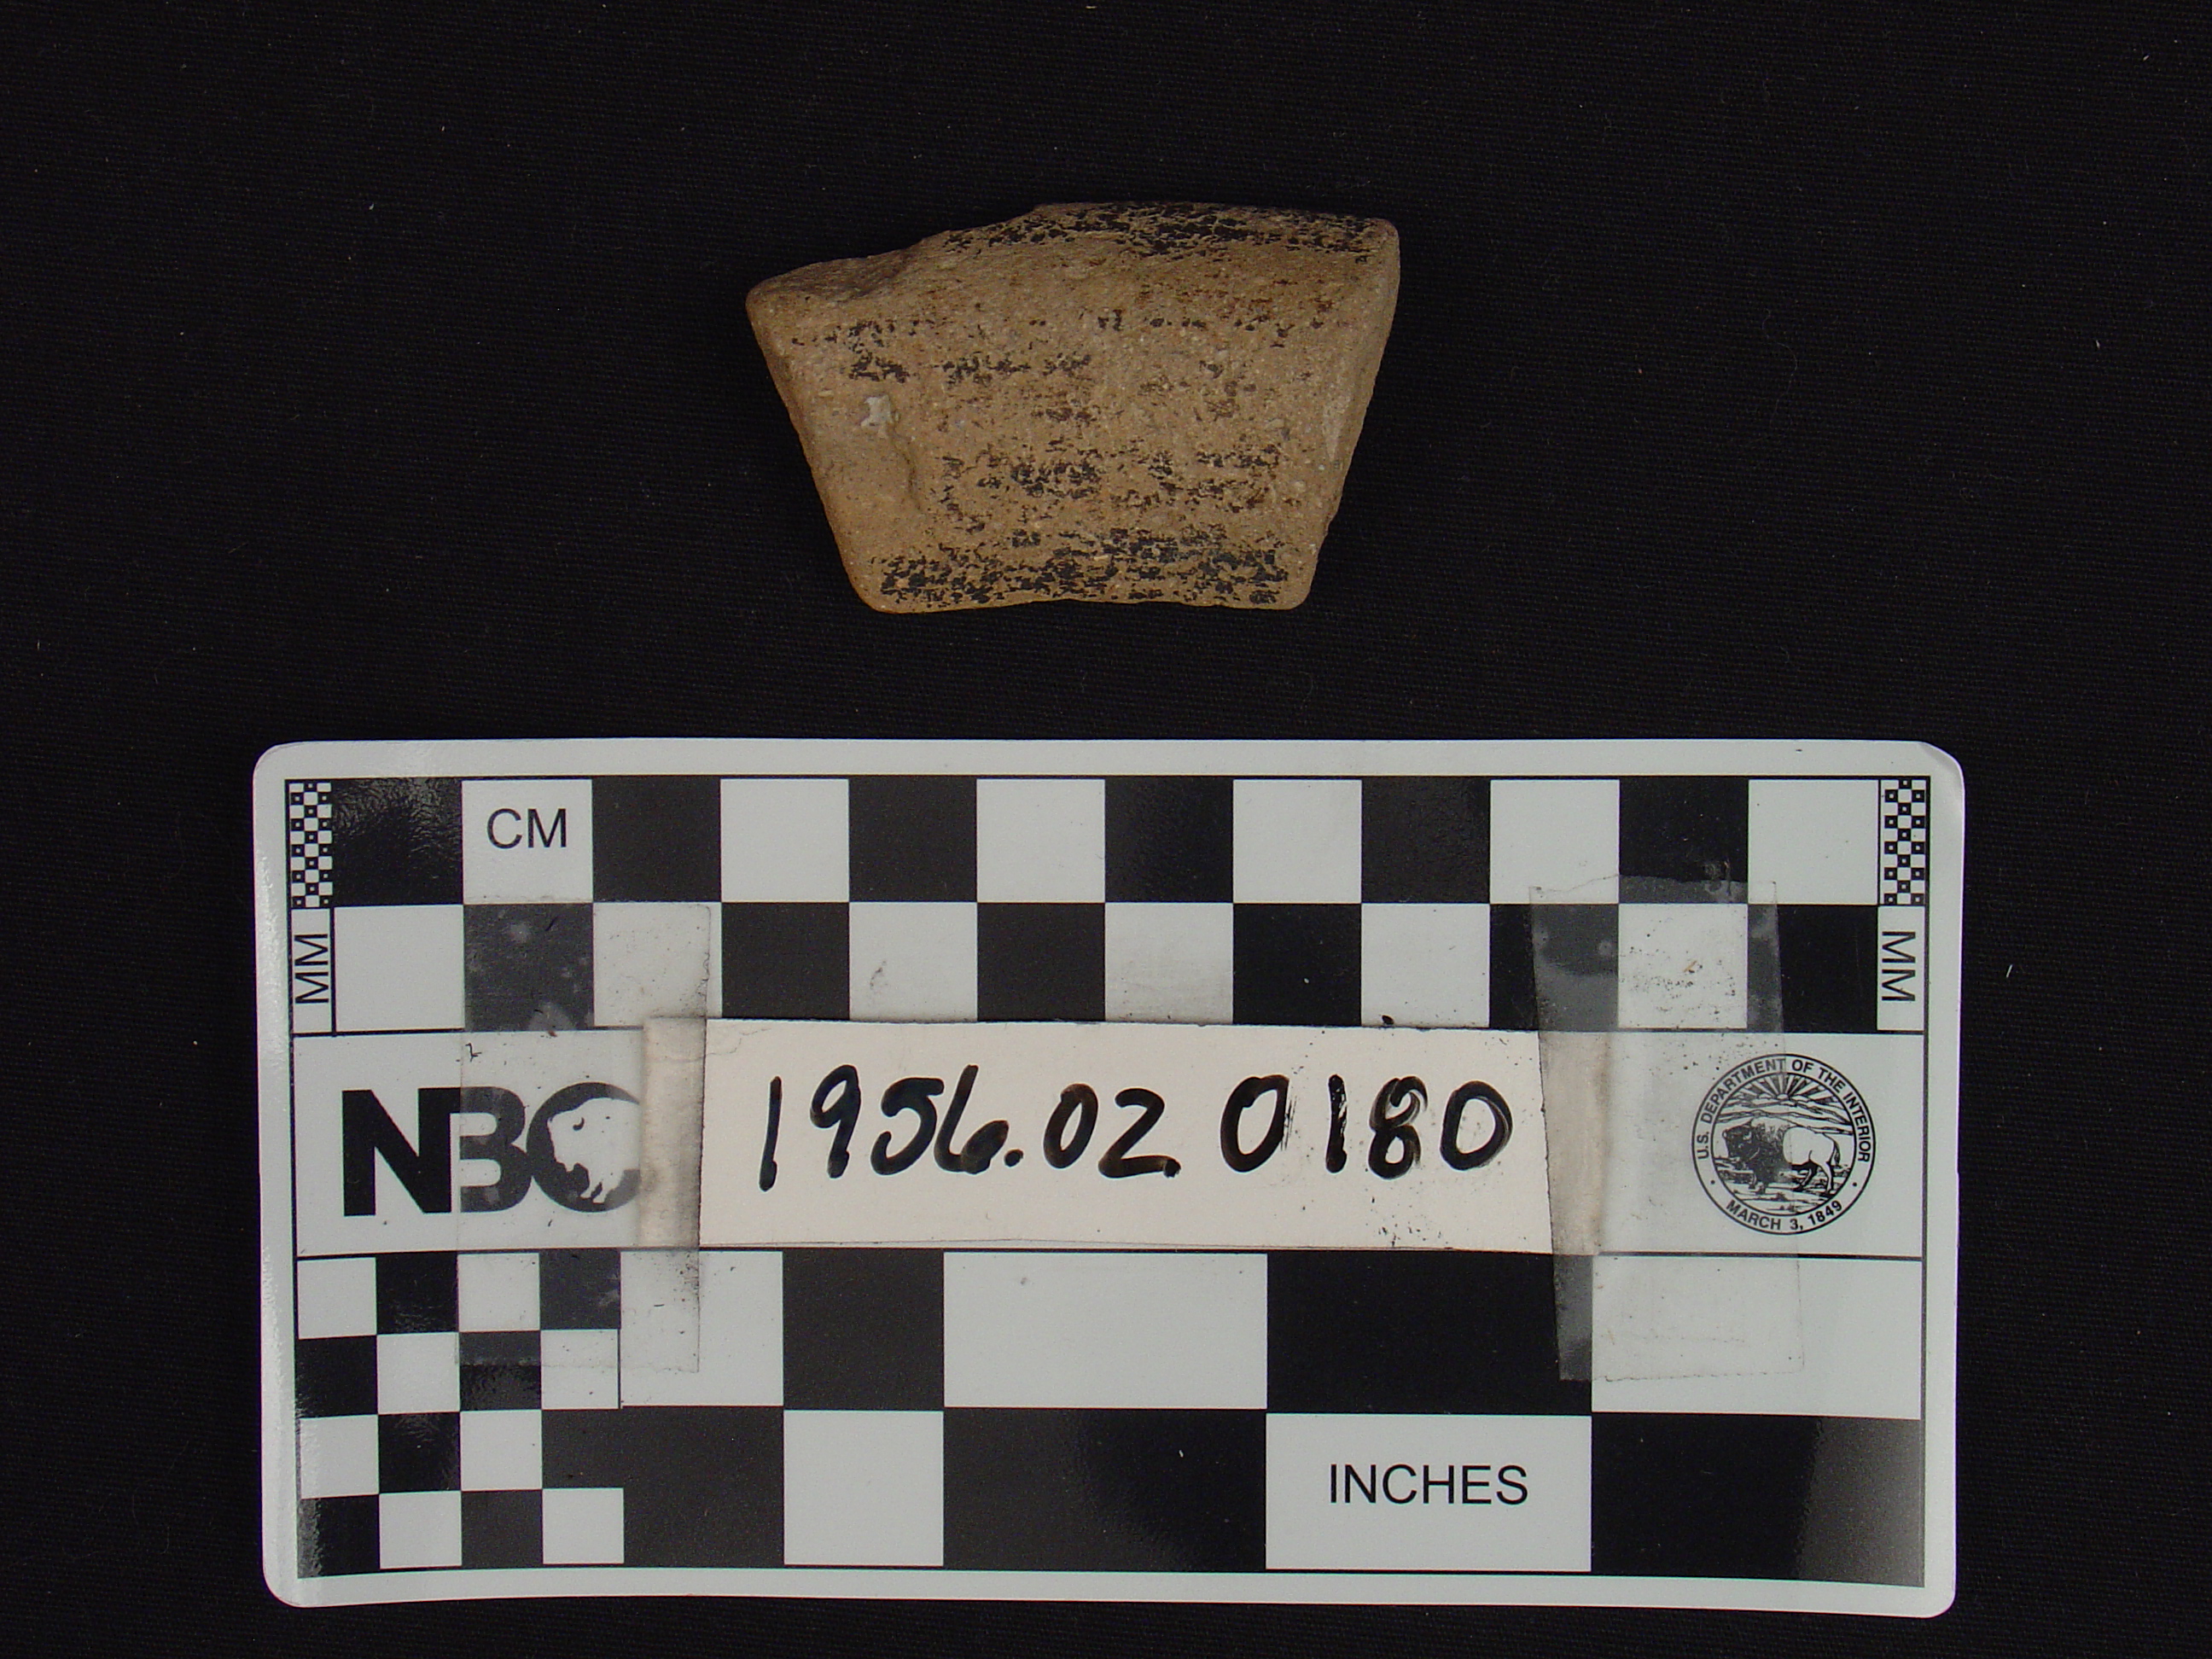 CM
MM
MM
NBC
1956.02.0180
U.S. DEPARTMENT OF THE INTERIOR
MARCH 3, 1849
INCHES